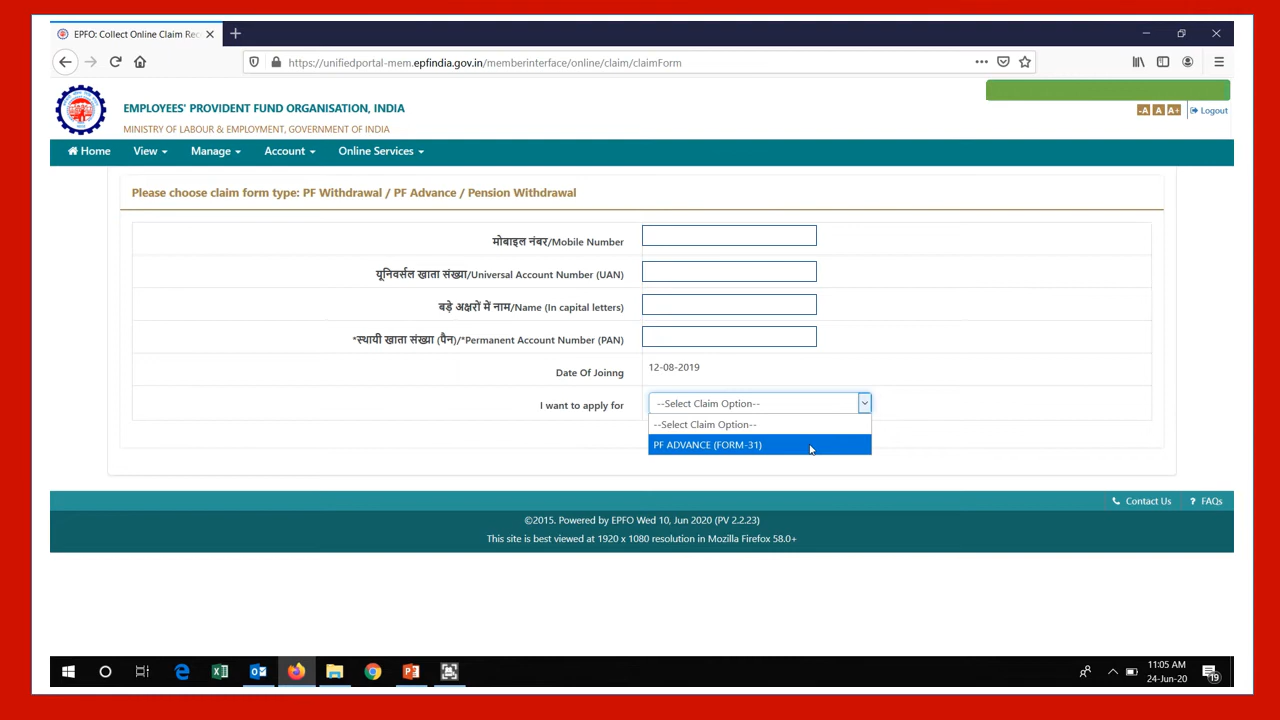 EPFO: Collect Online Claim Rec
https://unifiedportal-mem.epfindia.gov.in/memberinterface/online/claim/claimForm
EMPLOYEES' PROVIDENT FUND ORGANISATION, INDIA
MINISTRY OF LABOUR & EMPLOYMENT, GOVERNMENT OF INDIA
-A A A+ Logout
Home View Manage Account Online Services
Please choose claim form type: PF Withdrawal / PF Advance / Pension Withdrawal
मोबाइल नंबर/Mobile Number
यूनिवर्सल खाता संख्या/Universal Account Number (UAN)
बड़े अक्षरों में नाम/Name (In capital letters)
*स्थायी खाता संख्या (पैन)/*Permanent Account Number (PAN)
Date Of Joinng 12-08-2019
I want to apply for --Select Claim Option--
--Select Claim Option--
PF ADVANCE (FORM-31)
Contact Us ? FAQs
©2015. Powered by EPFO Wed 10, Jun 2020 (PV 2.2.23)
This site is best viewed at 1920 x 1080 resolution in Mozilla Firefox 58.0+
11:05 AM
24-Jun-20
19